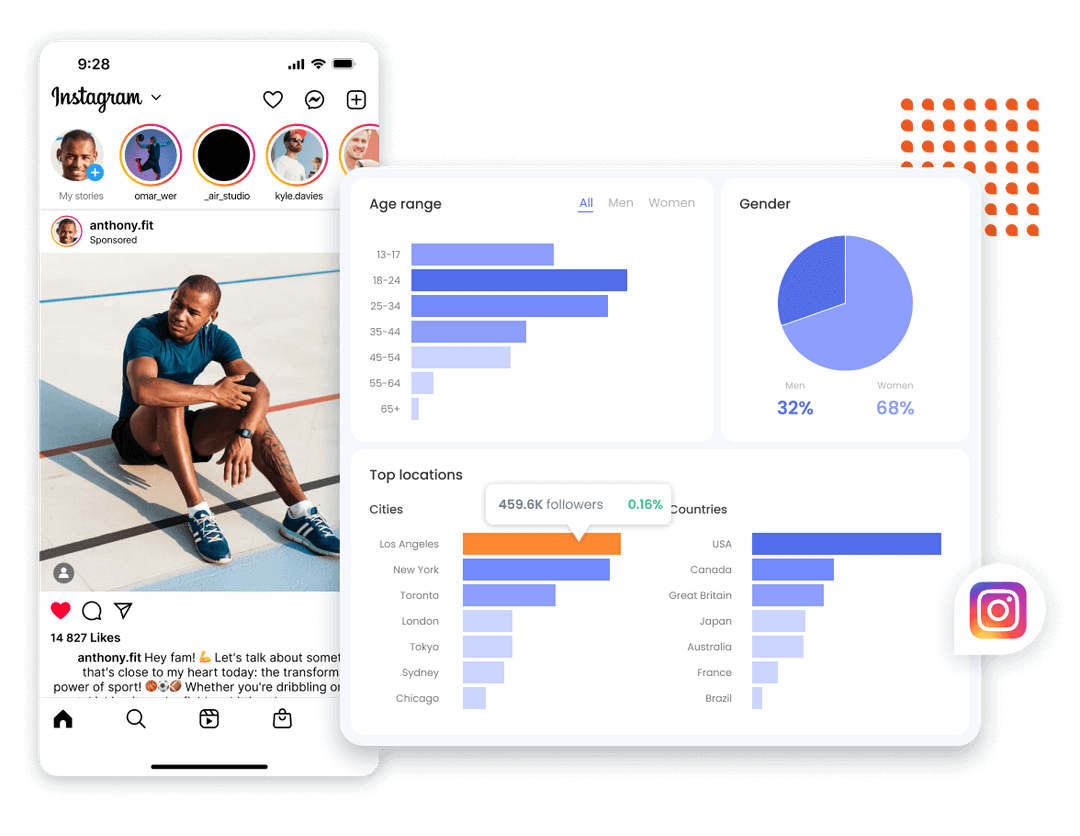 9:28
Instagram
My stories
omar_wer
_air_studio
kyle.davies
anthony.fit
Sponsored
14 827 Likes
anthony.fit Hey fam! 💪 Let's talk about somet
that's close to my heart today: the transforma
power of sport! 🏀⚽🏈 Whether you're dribbling or
Age range
All Men Women
13-17
18-24
25-34
35-44
45-54
55-64
65+
Gender
Men
32%
Women
68%
Top locations
459.6K followers 0.16%
Cities
Los Angeles
New York
Toronto
London
Tokyo
Sydney
Chicago
Countries
USA
Canada
Great Britain
Japan
Australia
France
Brazil